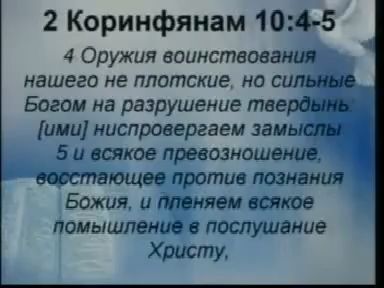 2 Коринфянам 10:4-5
4 Оружия воинствования
нашего не плотские, но сильные
Богом на разрушение твердынь:
[ими] ниспровергаем замыслы
5 и всякое превозношение,
восстающее против познания
Божия, и пленяем всякое
помышление в послушание
Христу,